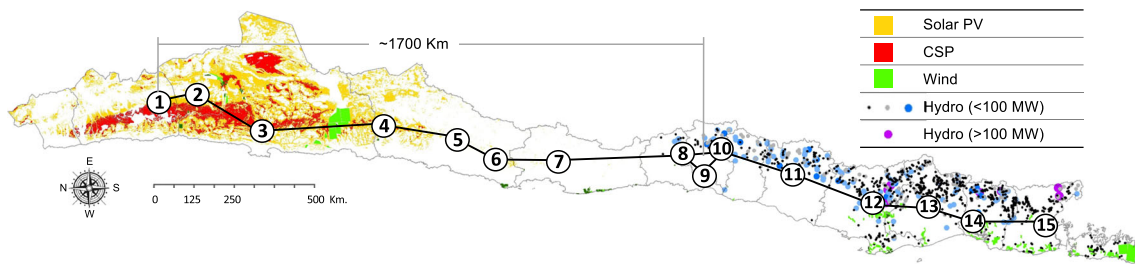 ~1700 Km
Solar PV
CSP
Wind
Hydro (<100 MW)
Hydro (>100 MW)
1
2
3
4
5
6
7
8
9
10
11
12
13
14
15
E
N
S
W
0 125 250 500 Km.